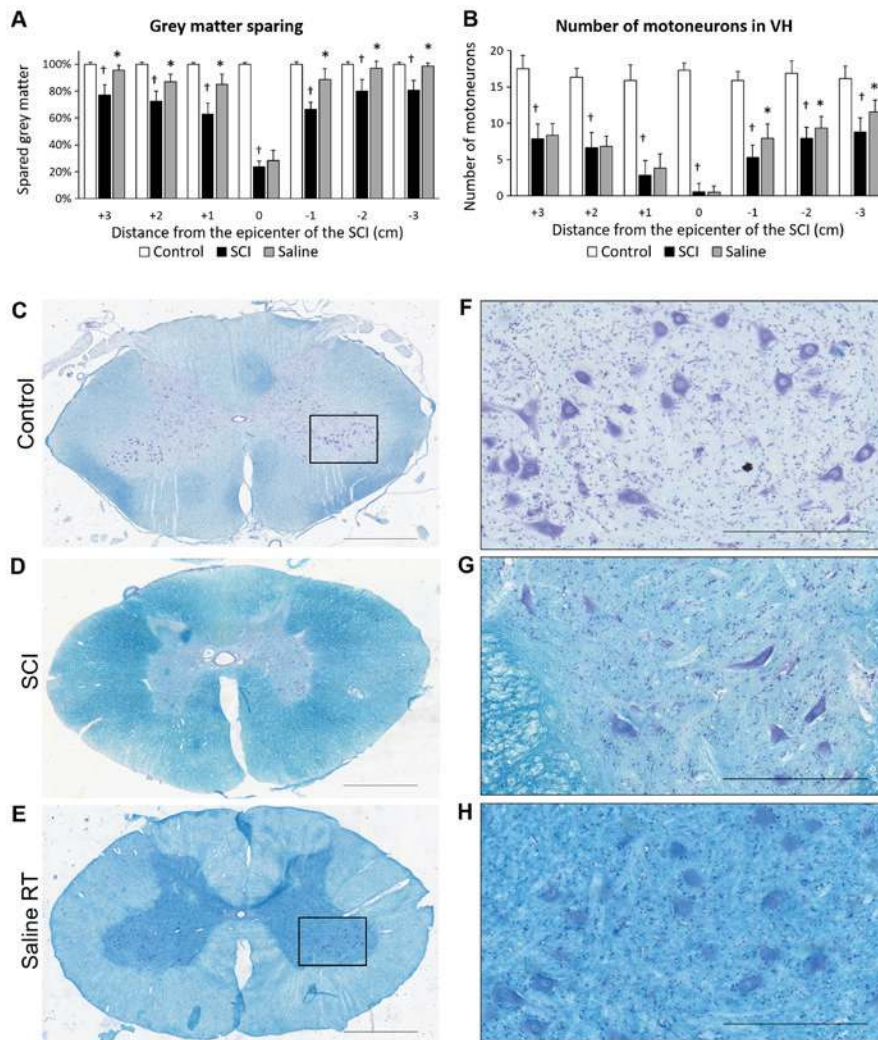 A
Grey matter sparing
Spared grey matter
100%
80%
60%
40%
20%
0%
† * † * † * † † * † * † *
+3 +2 +1 0 -1 -2 -3
Distance from the epicenter of the SCI (cm)
Control SCI Saline
B
Number of motoneurons in VH
Number of motoneurons
20
15
10
5
0
† † † † † * † * † *
+3 +2 +1 0 -1 -2 -3
Distance from the epicenter of the SCI (cm)
Control SCI Saline
C
Control
F
D
SCI
G
E
Saline RT
H